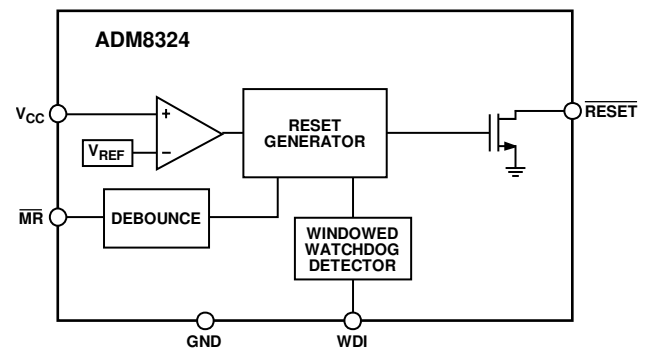 ADM8324
VCC
+
VREF
−
RESET
GENERATOR
RESET
MR
DEBOUNCE
WINDOWED
WATCHDOG
DETECTOR
GND
WDI